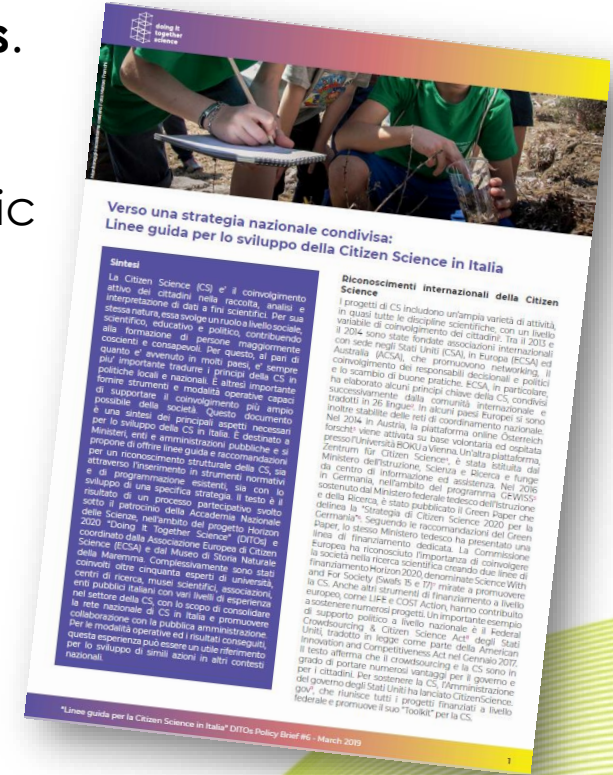 s.
ic
doing it
together
science
Verso una strategia nazionale condivisa:
Linee guida per lo sviluppo della Citizen Science in Italia
Sintesi
La Citizen Science (CS) e' il coinvolgimento
attivo dei cittadini nella raccolta, analisi e
interpretazione di dati a fini scientifici. Per sua
stessa natura, essa svolge un ruolo a livello sociale,
scientifico, educativo e politico, contribuendo
alla formazione di persone maggiormente
coscienti e consapevoli. Per questo, al pari di
quanto e' avvenuto in molti paesi, e' sempre
piu' importante tradurre i principi della CS in
politiche locali e nazionali. È altresì importante
fornire strumenti e modalità operative capaci
di supportare il coinvolgimento più ampio
possibile della società. Questo documento
è una sintesi dei principali aspetti necessari
per lo sviluppo della CS in Italia. È destinato a
Ministeri, enti e amministrazioni pubbliche e si
propone di offrire linee guida e raccomandazioni
per un riconoscimento strutturale della CS, sia
attraverso l'inserimento in strumenti normativi
e di programmazione esistenti, sia con lo
sviluppo di una specifica strategia. Il testo è il
risultato di un processo partecipativo svolto
sotto il patrocinio della Accademia Nazionale
delle Scienze, nell'ambito del progetto Horizon
2020 "Doing It Together Science" (DITOs) e
coordinato dalla Associazione Europea di Citizen
Science (ECSA) e dal Museo di Storia Naturale
della Maremma. Complessivamente sono stati
coinvolti oltre cinquanta esperti di università,
centri di ricerca, musei scientifici, associazioni,
enti pubblici italiani con vari livelli di esperienza
nel settore della CS, con lo scopo di consolidare
la rete nazionale di CS in Italia e promuovere
collaborazione con la pubblica amministrazione.
Per le modalità operative ed i risultati conseguiti,
questa esperienza può essere un utile riferimento
per lo sviluppo di simili azioni in altri contesti
nazionali.
Riconoscimenti internazionali della Citizen
Science
I progetti di CS includono un'ampia varietà di attività,
in quasi tutte le discipline scientifiche, con un livello
variabile di coinvolgimento dei cittadini. Tra il 2013 e
il 2014 sono state fondate associazioni internazionali
con sede negli Stati Uniti (CSA), in Europa (ECSA) ed
Australia (ACSA), che promuovono networking, il
coinvolgimento dei responsabili decisionali e politici
e lo scambio di buone pratiche. ECSA, in particolare,
ha elaborato alcuni principi chiave della CS, condivisi
successivamente dalla comunità internazionale e
tradotti in 26 lingue. In alcuni paesi Europei si sono
inoltre stabilite delle reti di coordinamento nazionale.
Nel 2014 in Austria, la piattaforma online Österreich
forscht viene attivata su base volontaria ed ospitata
presso l'Università BOKU a Vienna. Un'altra piattaforma,
Zentrum für Citizen Science, è stata istituita dal
Ministero dell'Istruzione, Scienza e Ricerca e funge
da centro di informazione ed assistenza. Nel 2016
in Germania, nell'ambito del programma GEWISS
sostenuto dal Ministero federale tedesco dell'Istruzione
e della Ricerca, è stato pubblicato il Green Paper che
delinea la "Strategia di Citizen Science 2020 per la
Germania". Seguendo le raccomandazioni del Green
Paper, lo stesso Ministero tedesco ha presentato una
linea di finanziamento dedicata. La Commissione
Europea ha riconosciuto l'importanza di coinvolgere
la società nella ricerca scientifica creando due linee di
finanziamento Horizon 2020, denominate Science With
and For Society (Swafs 15 e 17) mirate a promuovere
la CS. Anche altri strumenti di finanziamento a livello
europeo, come LIFE e COST Action, hanno contribuito
a sostenere numerosi progetti. Un importante esempio
di supporto politico a livello nazionale è il Federal
Crowdsourcing & Citizen Science Act degli Stati
Uniti, tradotto in legge come parte della American
Innovation and Competitiveness Act nel Gennaio 2017.
Il testo afferma che il crowdsourcing e la CS sono in
grado di portare numerosi vantaggi per il governo e
per i cittadini. Per sostenere la CS, l'Amministrazione
del governo degli Stati Uniti ha lanciato CitizenScience.
gov, che riunisce tutti i progetti finanziati a livello
federale e promuove il suo "Toolkit" per la CS.
"Linee guida per la Citizen Science in Italia" DITOs Policy Brief #6 - March 2019
1